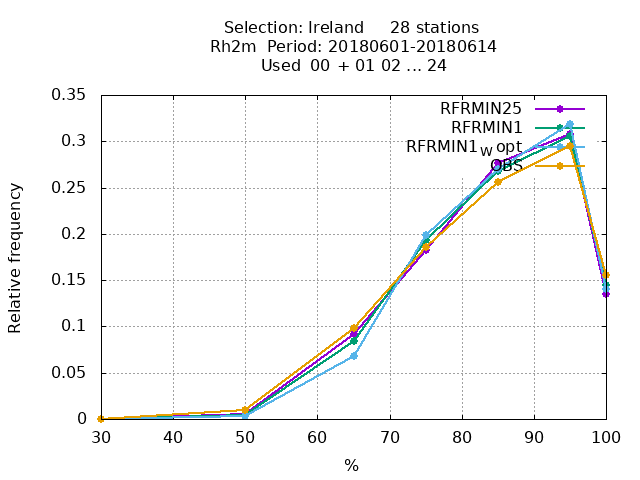 Selection: Ireland     28 stations
Rh2m  Period: 20180601-20180614
Used  00 + 01 02 ... 24
0.35
0.3
0.25
0.2
0.15
0.1
0.05
0
30 40 50 60 70 80 90 100
%
Relative frequency
RFRMIN25
RFRMIN1
RFRMIN1_W opt
OBS